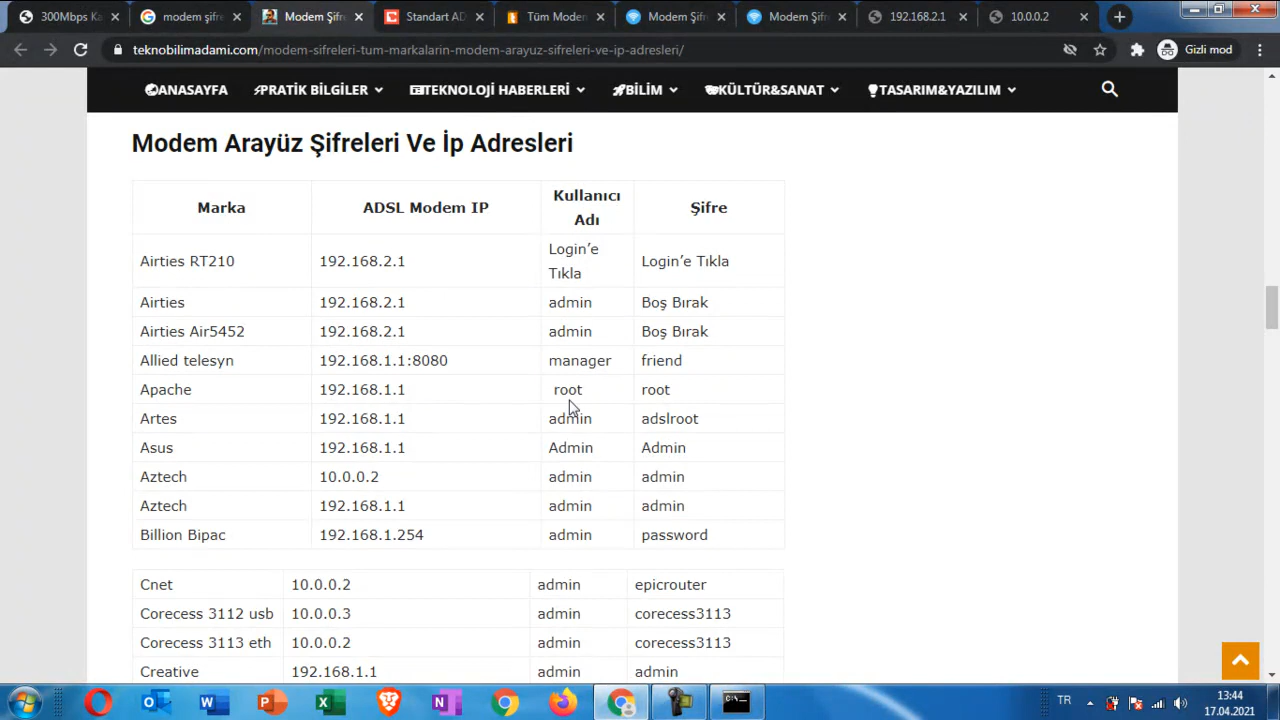 300Mbps Ka
modem şifre
Modem Şifre
Standart AD
Tüm Modem
Modem Şifr
Modem Şifr
192.168.2.1
10.0.0.2
teknobilimadami.com/modem-sifreleri-tum-markalarin-modem-arayuz-sifreleri-ve-ip-adresleri/
Gizli mod
ANASAYFA PRATİK BİLGİLER TEKNOLOJİ HABERLERİ BİLİM KÜLTÜR&SANAT TASARIM&YAZILIM
Modem Arayüz Şifreleri Ve İp Adresleri
Marka ADSL Modem IP Kullanıcı Adı Şifre
Airties RT210 192.168.2.1 Login’e Tıkla Login’e Tıkla
Airties 192.168.2.1 admin Boş Bırak
Airties Air5452 192.168.2.1 admin Boş Bırak
Allied telesyn 192.168.1.1:8080 manager friend
Apache 192.168.1.1 root root
Artes 192.168.1.1 admin adslroot
Asus 192.168.1.1 Admin Admin
Aztech 10.0.0.2 admin admin
Aztech 192.168.1.1 admin admin
Billion Bipac 192.168.1.254 admin password
Cnet 10.0.0.2 admin epicrouter
Corecess 3112 usb 10.0.0.3 admin corecess3113
Corecess 3113 eth 10.0.0.2 admin corecess3113
Creative 192.168.1.1 admin admin
TR
13:44
17.04.2021